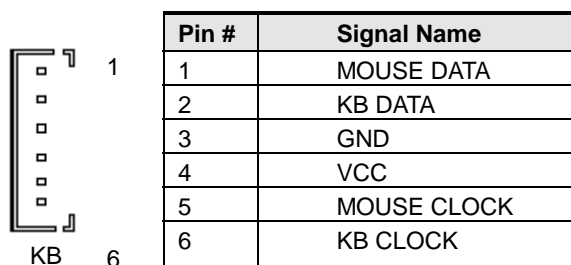 Pin # Signal Name
1 MOUSE DATA
2 KB DATA
3 GND
4 VCC
5 MOUSE CLOCK
6 KB CLOCK
1
KB 6